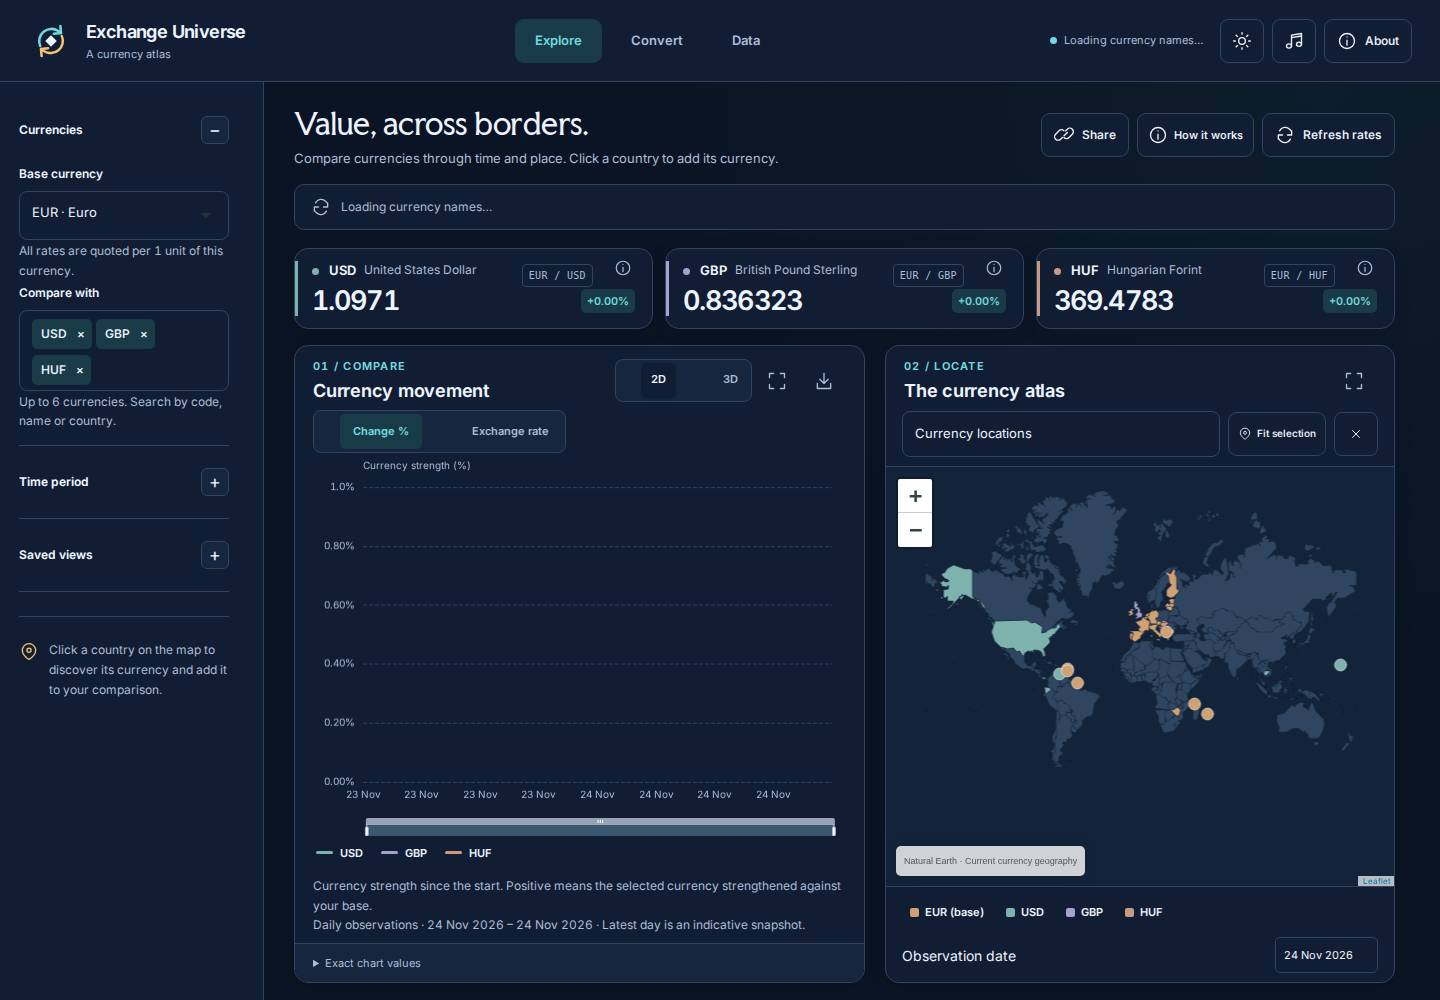 Exchange Universe
A currency atlas
Explore
Convert
Data
Loading currency names...
About
Currencies
−
Base currency
EUR · Euro
All rates are quoted per 1 unit of this
currency.
Compare with
USD ×
GBP ×
HUF ×
Up to 6 currencies. Search by code,
name or country.
Time period
+
Saved views
+
Click a country on the map to
discover its currency and add it
to your comparison.
Value, across borders.
Compare currencies through time and place. Click a country to add its currency.
Share
How it works
Refresh rates
Loading currency names...
USD United States Dollar
EUR / USD
1.0971
+0.00%
GBP British Pound Sterling
EUR / GBP
0.836323
+0.00%
HUF Hungarian Forint
EUR / HUF
369.4783
+0.00%
01 / COMPARE
Currency movement
2D
3D
Change %
Exchange rate
Currency strength (%)
1.0%
0.80%
0.60%
0.40%
0.20%
0.00%
23 Nov 23 Nov 23 Nov 23 Nov 24 Nov 24 Nov 24 Nov 24 Nov
USD GBP HUF
Currency strength since the start. Positive means the selected currency strengthened against
your base.
Daily observations · 24 Nov 2026 – 24 Nov 2026 · Latest day is an indicative snapshot.
Exact chart values
02 / LOCATE
The currency atlas
Currency locations
Fit selection
+
−
Natural Earth · Current currency geography
Leaflet
EUR (base) USD GBP HUF
Observation date
24 Nov 2026